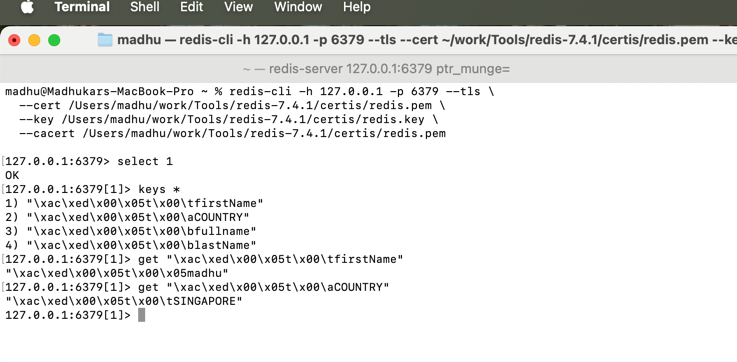 Terminal Shell Edit View Window Help
madhu — redis-cli -h 127.0.0.1 -p 6379 --tls --cert ~/work/Tools/redis-7.4.1/certis/redis.pem --ke
~ — redis-server 127.0.0.1:6379 ptr_munge=
madhu@Madhukars-MacBook-Pro ~ % redis-cli -h 127.0.0.1 -p 6379 --tls \
--cert /Users/madhu/work/Tools/redis-7.4.1/certis/redis.pem \
--key /Users/madhu/work/Tools/redis-7.4.1/certis/redis.key \
--cacert /Users/madhu/work/Tools/redis-7.4.1/certis/redis.pem
[127.0.0.1:6379> select 1
OK
[127.0.0.1:6379[1]> keys *
1) "\xac\xed\x00\x05t\x00\tfirstName"
2) "\xac\xed\x00\x05t\x00\aCOUNTRY"
3) "\xac\xed\x00\x05t\x00\bfullname"
4) "\xac\xed\x00\x05t\x00\blastName"
[127.0.0.1:6379[1]> get "\xac\xed\x00\x05t\x00\tfirstName"
"\xac\xed\x00\x05t\x00\x05madhu"
[127.0.0.1:6379[1]> get "\xac\xed\x00\x05t\x00\aCOUNTRY"
"\xac\xed\x00\x05t\x00\tSINGAPORE"
127.0.0.1:6379[1]>